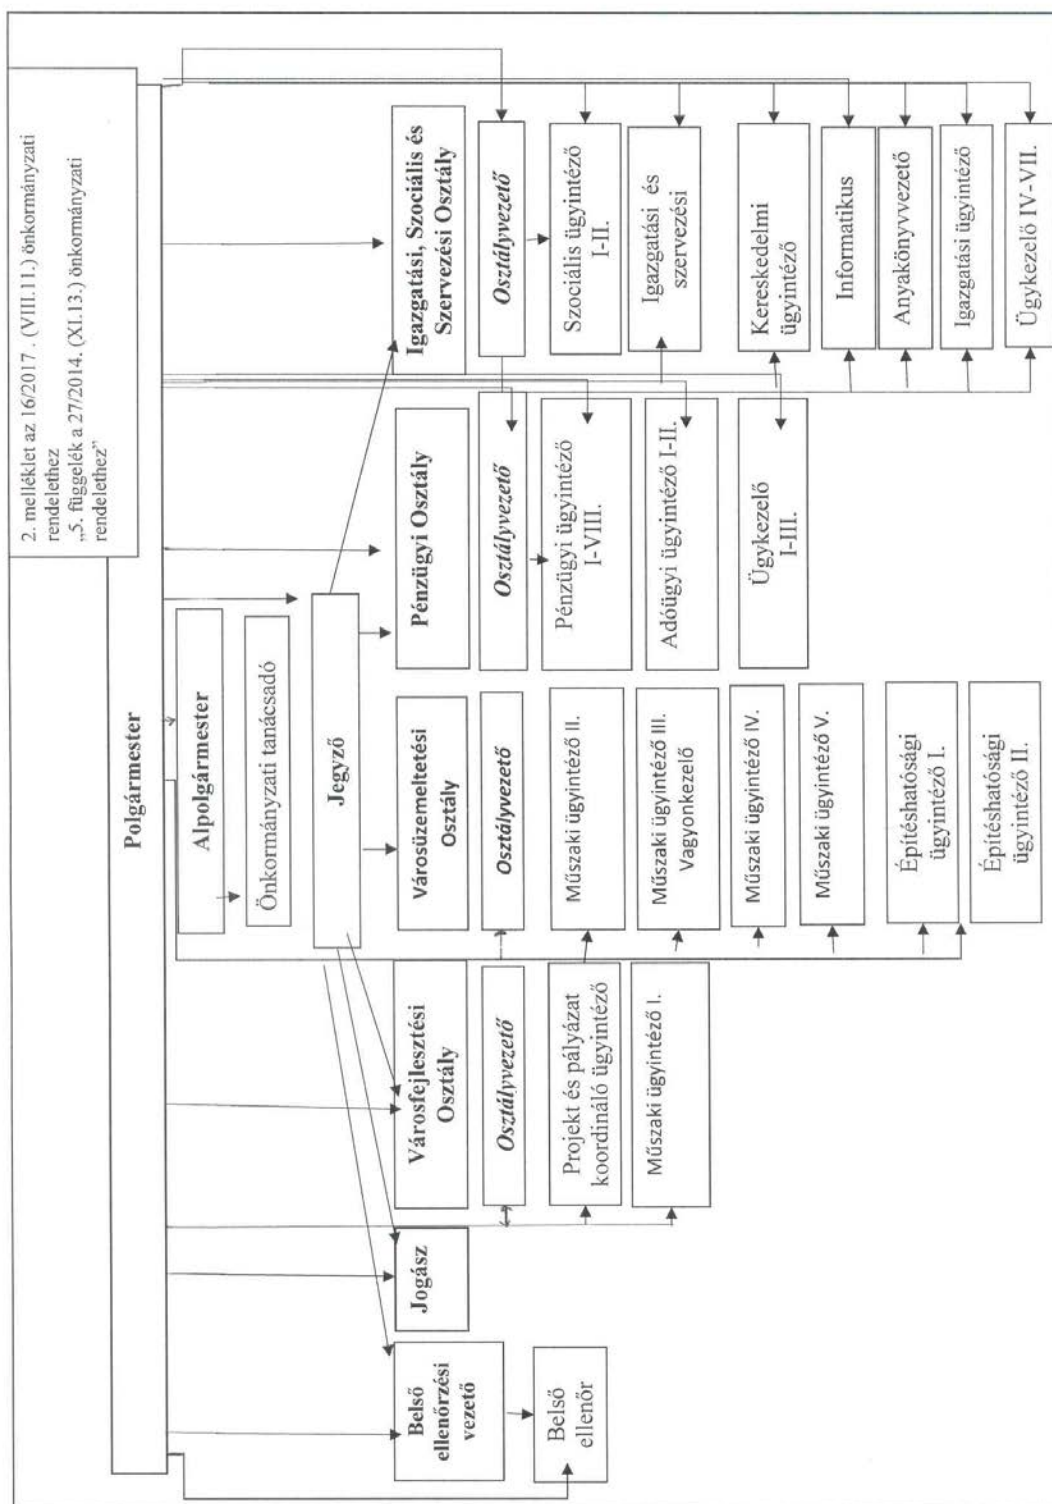 2. melléklet az 16/2017 . (VIII.11.) önkormányzati
rendelethez
„5. függelék a 27/2014. (XI.13.) önkormányzati
rendelethez”
Polgármester
Alpolgármester
Önkormányzati tanácsadó
Jegyző
Belső
ellenőrzési
vezető
Belső
ellenőr
Jogász
Városfejlesztési
Osztály
Osztályvezető
Projekt és pályázat
koordináló ügyintéző
Műszaki ügyintéző I.
Városüzemeltetési
Osztály
Osztályvezető
Műszaki ügyintéző II.
Műszaki ügyintéző III.
Vagyonkezelő
Műszaki ügyintéző IV.
Műszaki ügyintéző V.
Építéshatósági
ügyintéző I.
Építéshatósági
ügyintéző II.
Pénzügyi Osztály
Osztályvezető
Pénzügyi ügyintéző
I-VIII.
Adóügyi ügyintéző I-II.
Ügykezelő
I-III.
Igazgatási, Szociális és
Szervezési Osztály
Osztályvezető
Szociális ügyintéző
I-II.
Igazgatási és
szervezési
Kereskedelmi
ügyintéző
Informatikus
Anyakönyvvezető
Igazgatási ügyintéző
Ügykezelő IV-VII.